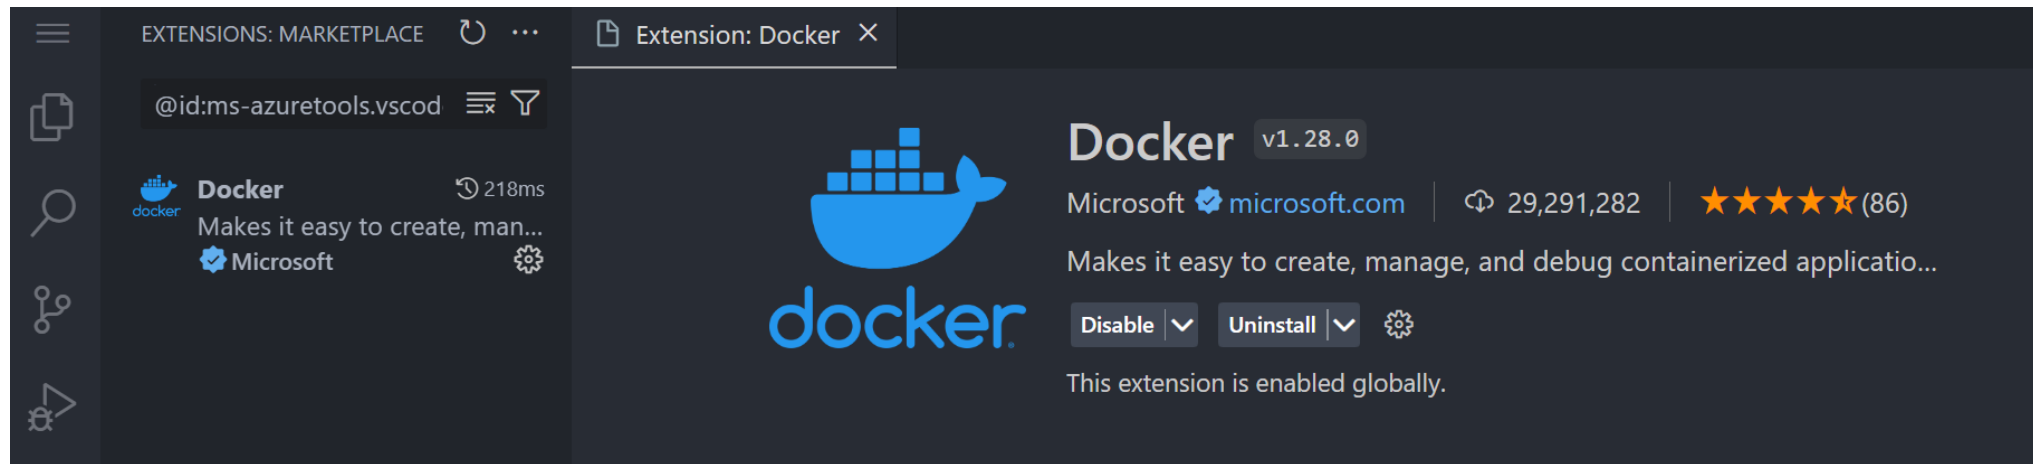 EXTENSIONS: MARKETPLACE
@id:ms-azuretools.vscod
docker
Docker
218ms
Makes it easy to create, man...
Microsoft
Extension: Docker
docker
Docker
v1.28.0
Microsoft microsoft.com 29,291,282 (86)
Makes it easy to create, manage, and debug containerized applicatio...
Disable Uninstall
This extension is enabled globally.